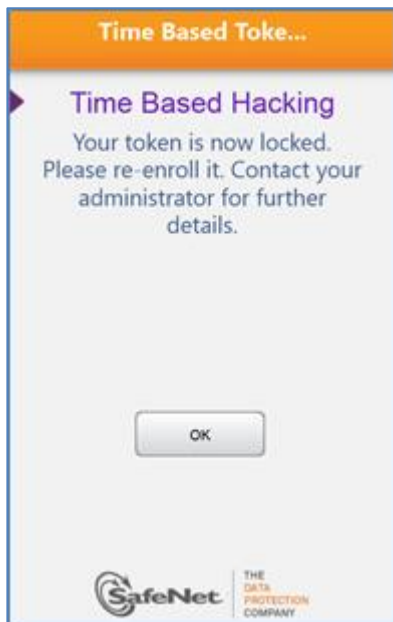 Time Based Toke...
Time Based Hacking
Your token is now locked.
Please re-enroll it. Contact your
administrator for further
details.
OK
SafeNet
THE
DATA
PROTECTION
COMPANY